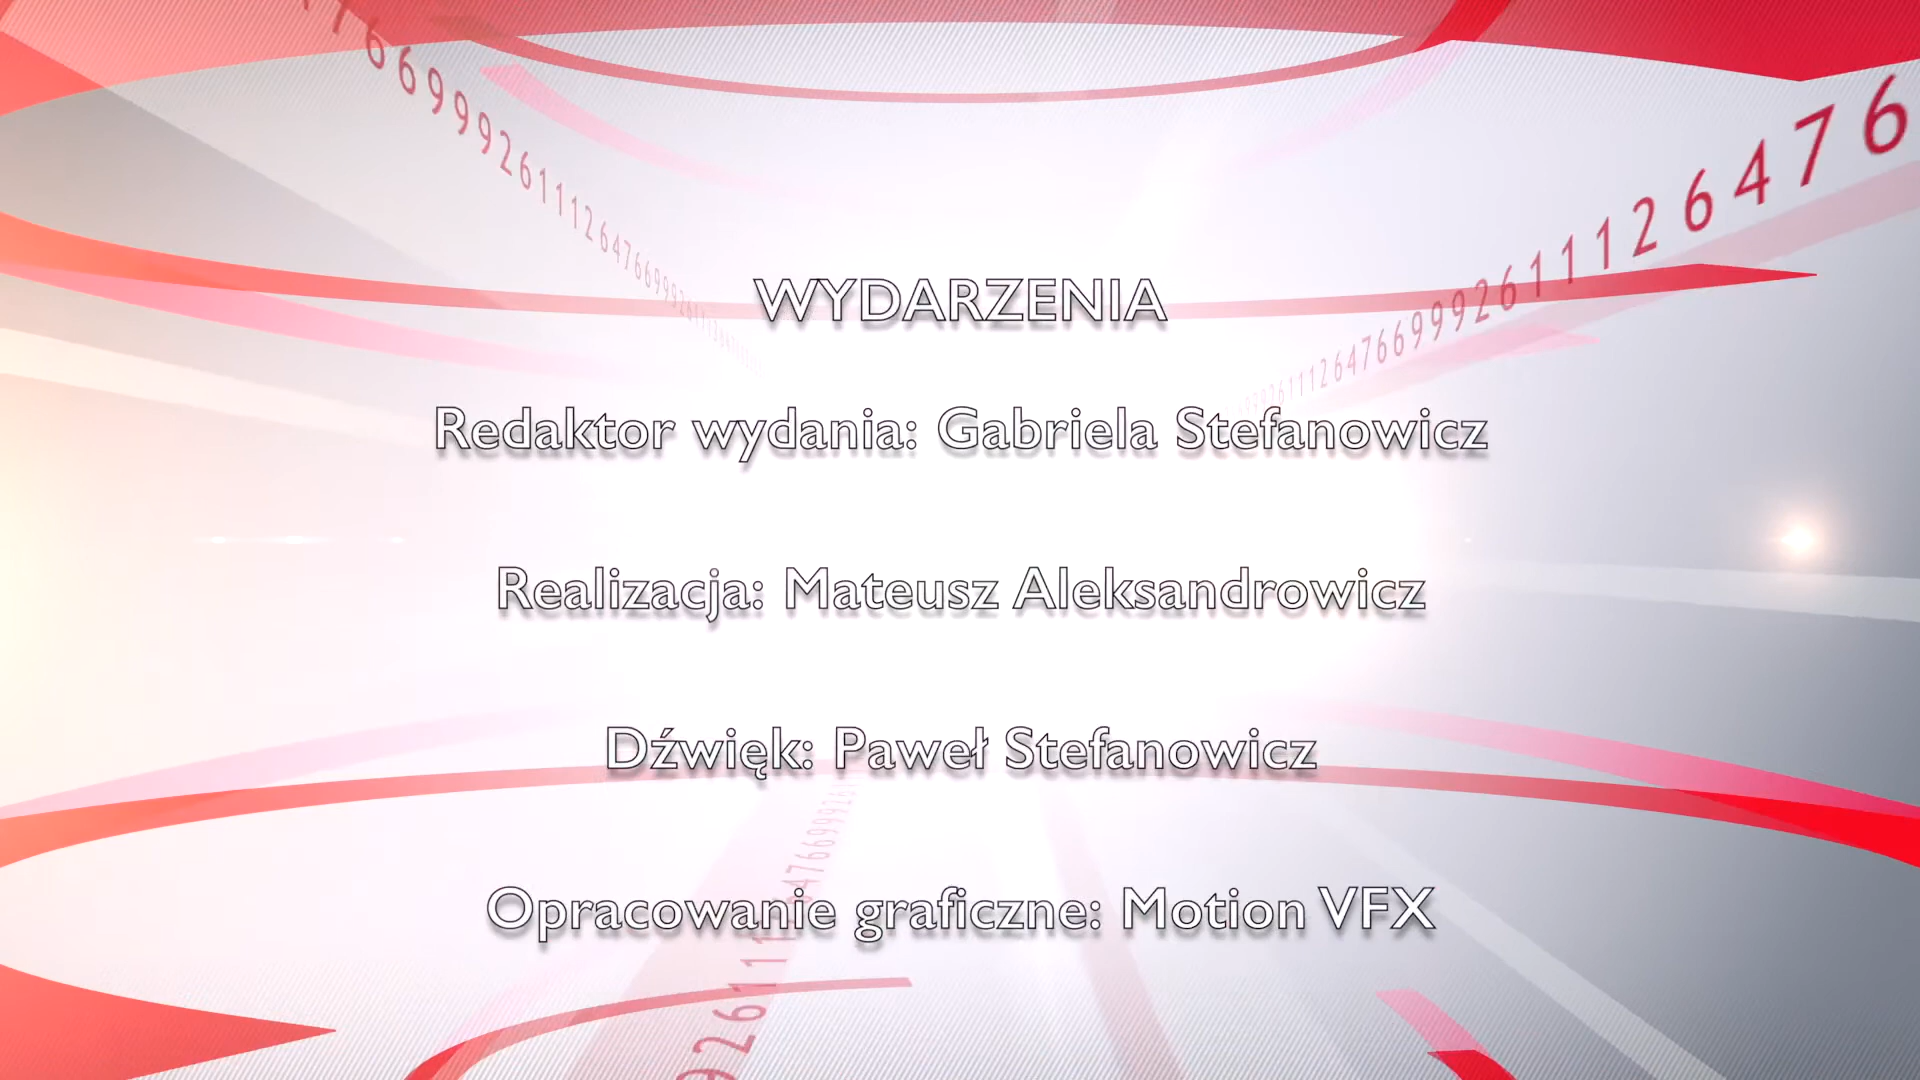 WYDARZENIA
Redaktor wydania: Gabriela Stefanowicz
Realizacja: Mateusz Aleksandrowicz
Dźwięk: Paweł Stefanowicz
Opracowanie graficzne: Motion VFX